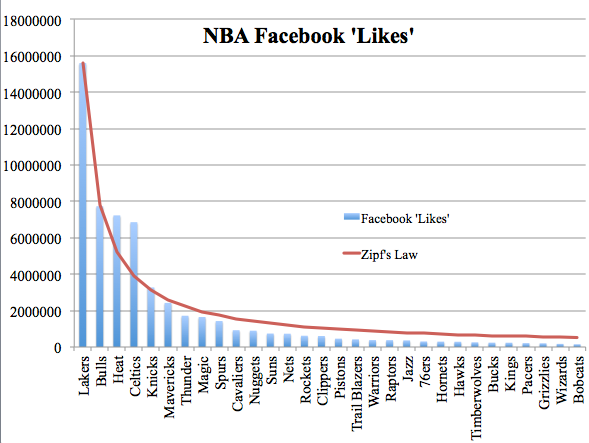 NBA Facebook 'Likes'
18000000
16000000
14000000
12000000
10000000
8000000
6000000
4000000
2000000
0
Facebook 'Likes'
Zipf's Law
Lakers
Bulls
Heat
Celtics
Knicks
Mavericks
Thunder
Magic
Spurs
Cavaliers
Nuggets
Suns
Nets
Rockets
Clippers
Pistons
Trail Blazers
Warriors
Raptors
Jazz
76ers
Hornets
Hawks
Timberwolves
Bucks
Kings
Pacers
Grizzlies
Wizards
Bobcats